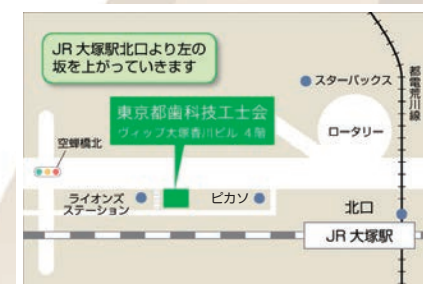 JR 大塚駅北口より左の
坂を上がっていきます
スターバックス
都電荒川線
東京都歯科技工士会
ヴィップ大塚香川ビル 4階
ロータリー
空蝉橋北
ライオンズ
ステーション
ピカソ
北口
JR 大塚駅